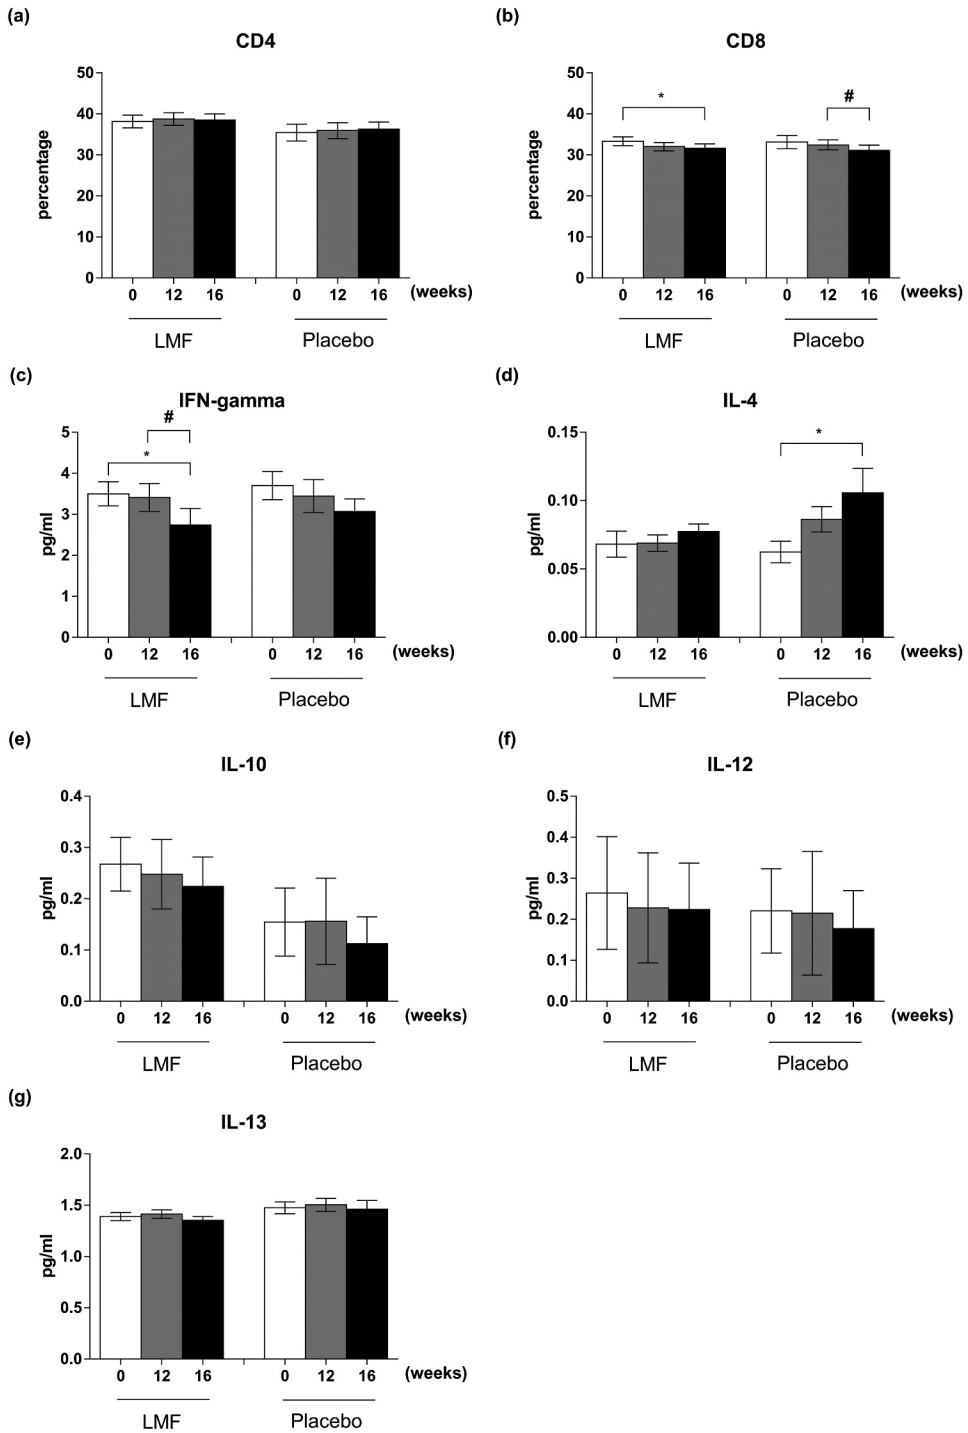 (a)
CD4
percentage
50
40
30
20
10
0
0 12 16 (weeks) 0 12 16
LMF Placebo
(b)
CD8
percentage
50
40
30
20
10
0
* #
0 12 16 0 12 16 (weeks)
LMF Placebo
(c)
IFN-gamma
pg/ml
5
4
3
2
1
0
#
*
0 12 16 0 12 16 (weeks)
LMF Placebo
(d)
IL-4
pg/ml
0.15
0.10
0.05
0.00
*
0 12 16 0 12 16 (weeks)
LMF Placebo
(e)
IL-10
pg/ml
0.4
0.3
0.2
0.1
0.0
0 12 16 0 12 16 (weeks)
LMF Placebo
(f)
IL-12
pg/ml
0.5
0.4
0.3
0.2
0.1
0.0
0 12 16 0 12 16 (weeks)
LMF Placebo
(g)
IL-13
pg/ml
2.0
1.5
1.0
0.5
0.0
0 12 16 0 12 16 (weeks)
LMF Placebo